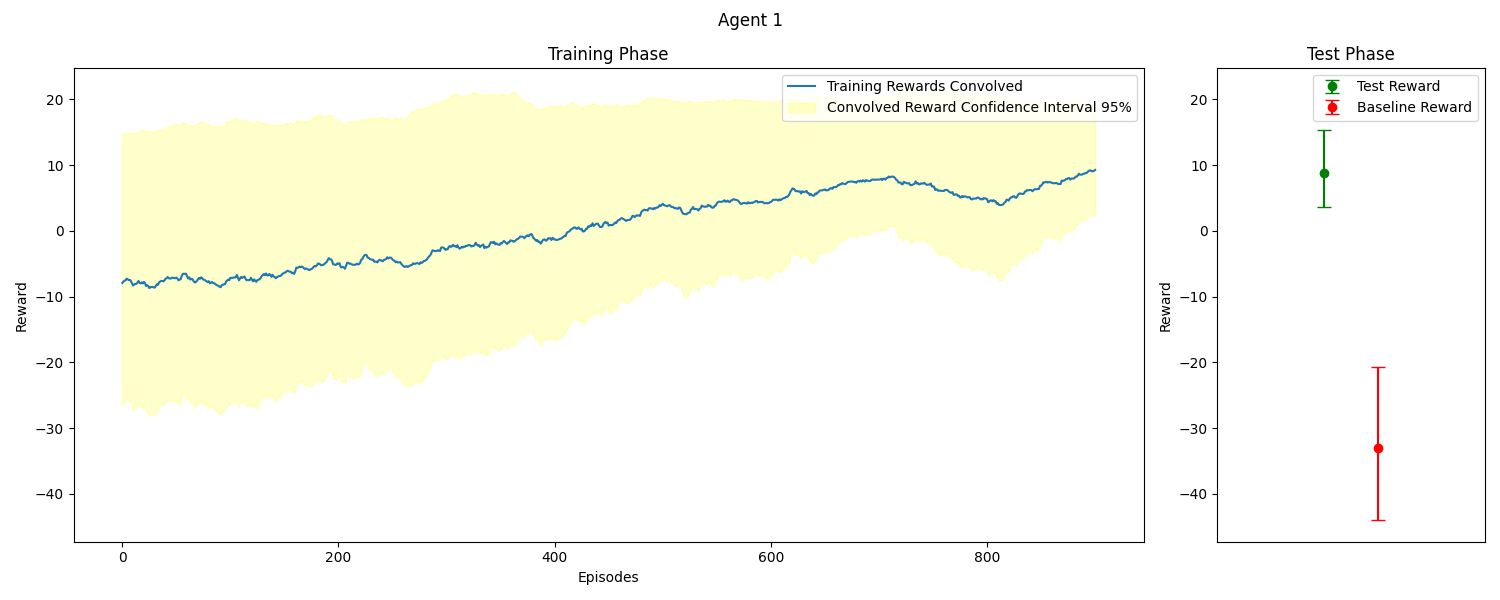 Agent 1
Training Phase
Training Rewards Convolved
Convolved Reward Confidence Interval 95%
20
10
0
−10
−20
−30
−40
Reward
0
200
400
600
800
Episodes
Test Phase
Test Reward
Baseline Reward
20
10
0
−10
−20
−30
−40
Reward